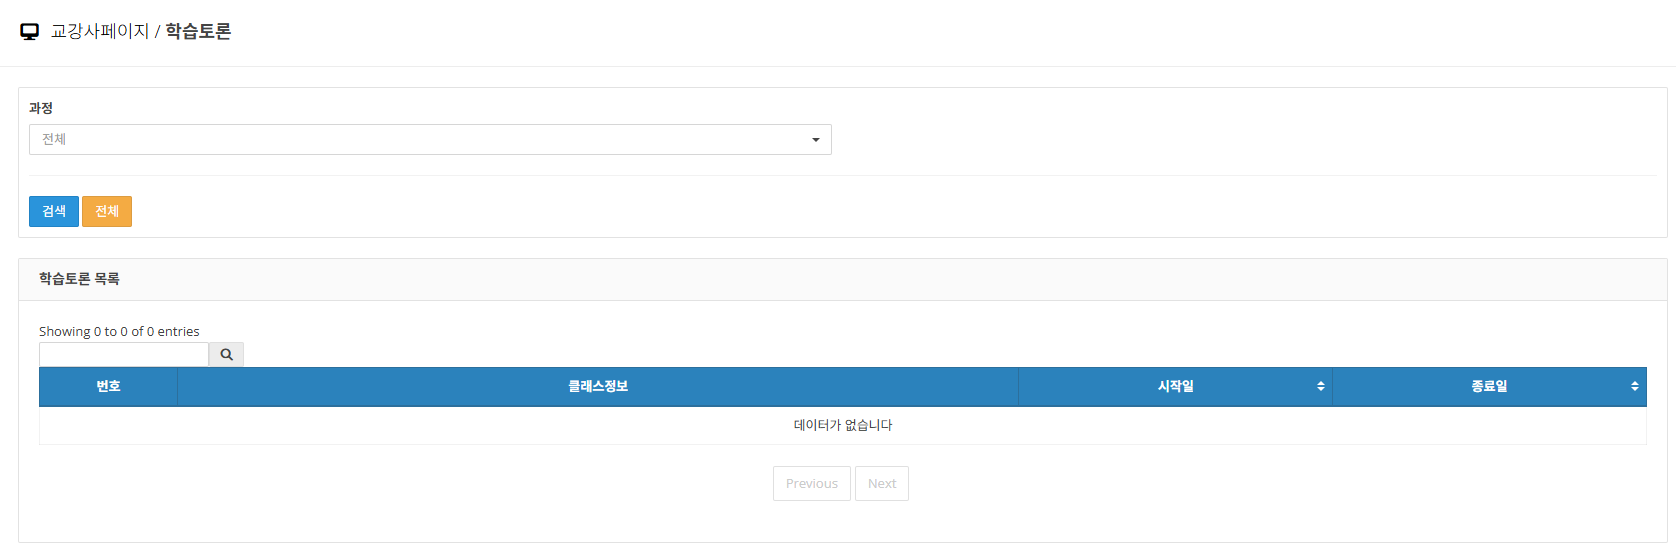 교강사페이지 / 학습토론
과정
전체
검색 전체
학습토론 목록
Showing 0 to 0 of 0 entries
번호 클래스정보 시작일 종료일
데이터가 없습니다
Previous Next